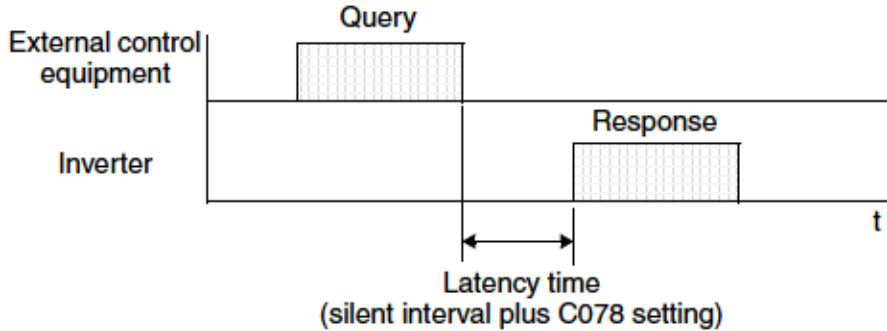 Query
External control
equipment
Response
Inverter
t
Latency time
(silent interval plus C078 setting)